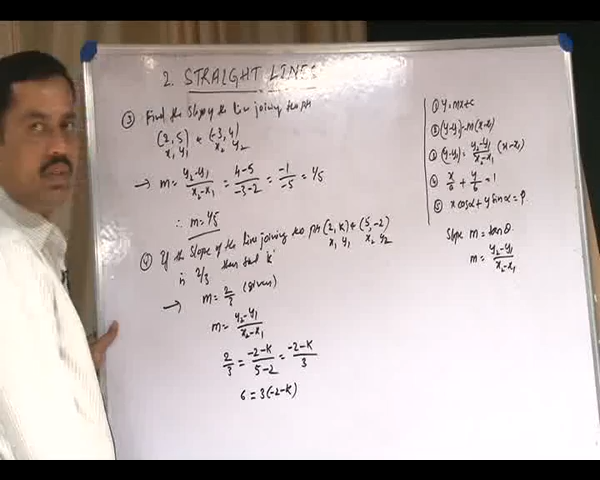 2. STRAIGHT LINES
③ Find the Slope of the line joining two pts
(2, 5) & (-3, 4)
x₁ y₁ x₂ y₂
→ m = y₂-y₁/x₂-x₁ = 4-5/-3-2 = -1/-5 = 1/5
∴ m = 1/5
④ If the Slope of the line joining two pts (2, K) & (5, -2)
x₁ y₁ x₂ y₂
is 2/3 then find 'K'
→ m = 2/3 (given)
m = y₂-y₁/x₂-x₁
2/3 = -2-K/5-2 = -2-K/3
6 = 3(-2-K)
① y = mx+c
② (y-y₁) = m(x-x₁)
③ (y-y₁) = y₂-y₁/x₂-x₁ (x-x₁)
④ x/a + y/b = 1
⑤ x cosα + y sinα = P.
Slope m = tanθ.
m = y₂-y₁/x₂-x₁